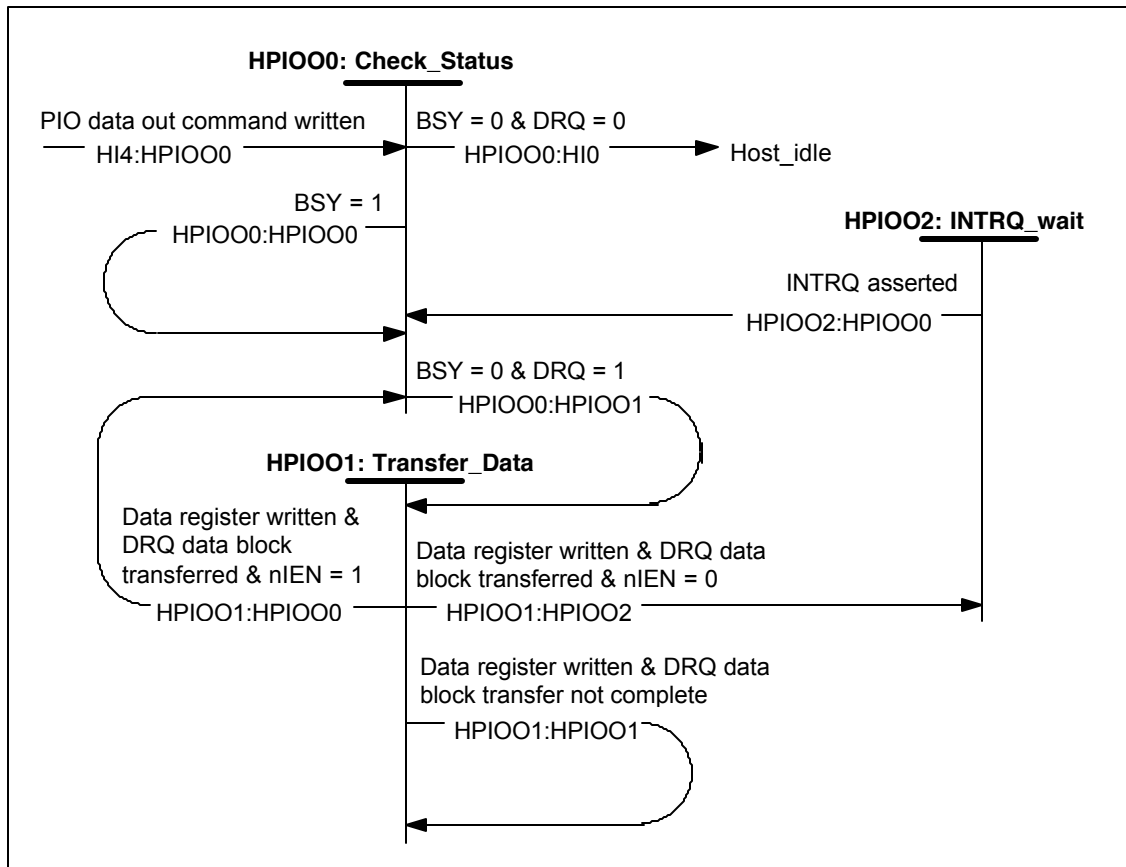 HPIOO0: Check_Status
PIO data out command written
BSY = 0 & DRQ = 0
HI4:HPIOO0
HPIOO0:HI0
Host_idle
BSY = 1
HPIOO0:HPIOO0
HPIOO2: INTRQ_wait
INTRQ asserted
HPIOO2:HPIOO0
BSY = 0 & DRQ = 1
HPIOO0:HPIOO1
HPIOO1: Transfer_Data
Data register written &
DRQ data block
transferred & nIEN = 1
HPIOO1:HPIOO0
Data register written & DRQ data
block transferred & nIEN = 0
HPIOO1:HPIOO2
Data register written & DRQ data
block transfer not complete
HPIOO1:HPIOO1